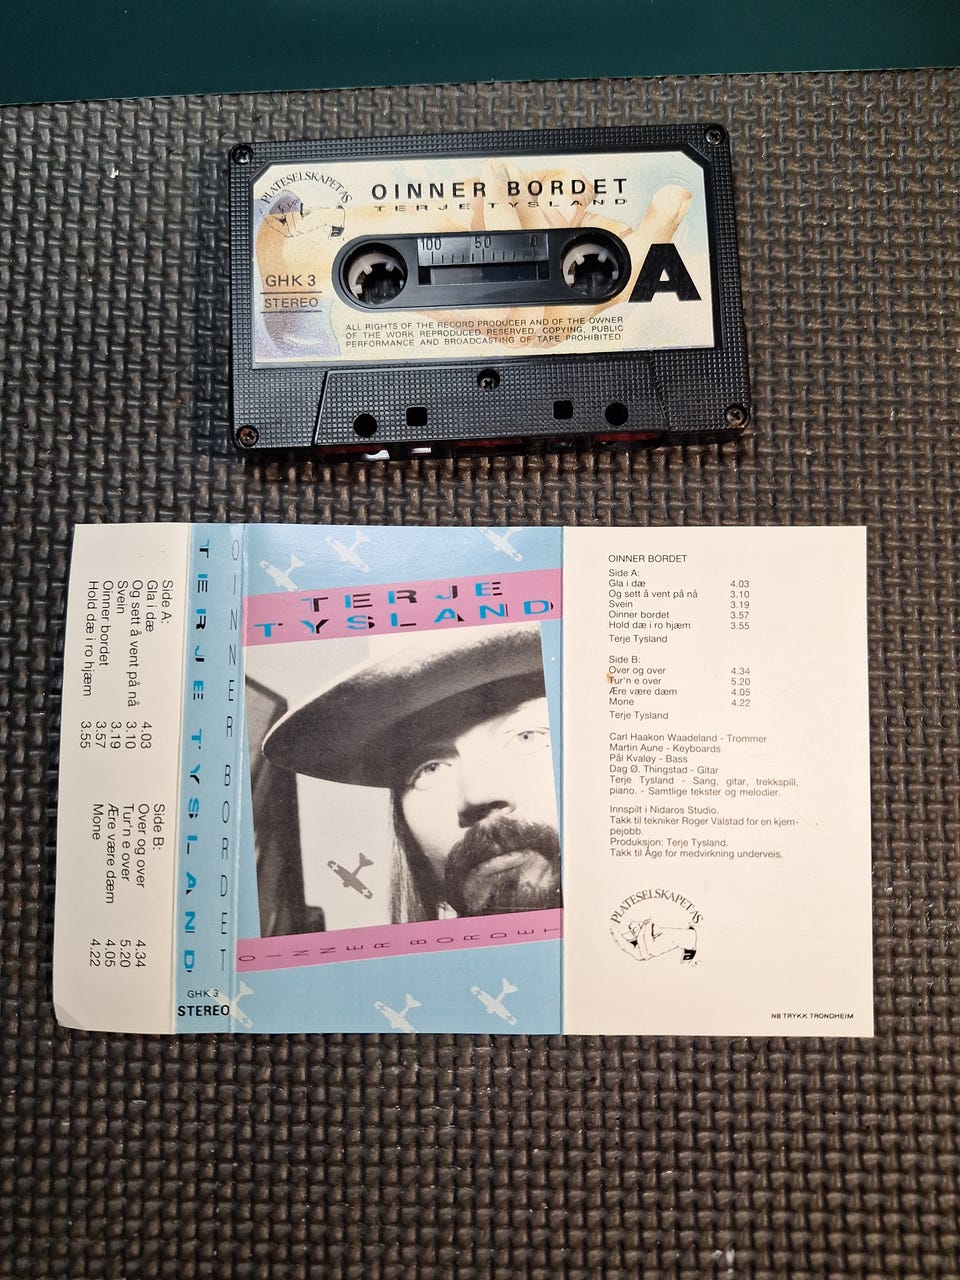 PLATESELSKAPET AS
OINNER BORDET
TERJE TYSLAND
100 50 0
GHK 3
STEREO
A
ALL RIGHTS OF THE RECORD PRODUCER AND OF THE OWNER
OF THE WORK REPRODUCED RESERVED. COPYING, PUBLIC
PERFORMANCE AND BROADCASTING OF TAPE PROHIBITED.
Side A:
Gla i dæ 4.03
Og sett å vent på nå 3.10
Svein 3.19
Oinner bordet 3.57
Hold dæ i ro hjæm 3.55
Side B:
Over og over 4.34
Tur'n e over 5.20
Ære være dæm 4.05
Mone 4.22
OINNER BORDET
TERJE TYSLAND
GHK 3
STEREO
TERJE
TYSLAND
OINNER BORDET
OINNER BORDET
Side A:
Gla i dæ 4.03
Og sett å vent på nå 3.10
Svein 3.19
Oinner bordet 3.57
Hold dæ i ro hjæm 3.55
Terje Tysland
Side B:
Over og over 4.34
Tur'n e over 5.20
Ære være dæm 4.05
Mone 4.22
Terje Tysland
Carl Haakon Waadeland - Trommer
Martin Aune - Keyboards
Pål Kvaløy - Bass
Dag Ø. Thingstad - Gitar
Terje Tysland - Sang, gitar, trekkspill,
piano. - Samtlige tekster og melodier.
Innspilt i Nidaros Studio.
Takk til tekniker Roger Valstad for en kjem-
pejobb.
Produksjon: Terje Tysland.
Takk til Åge for medvirkning underveis.
PLATESELSKAPET AS
NB TRYKK TRONDHEIM